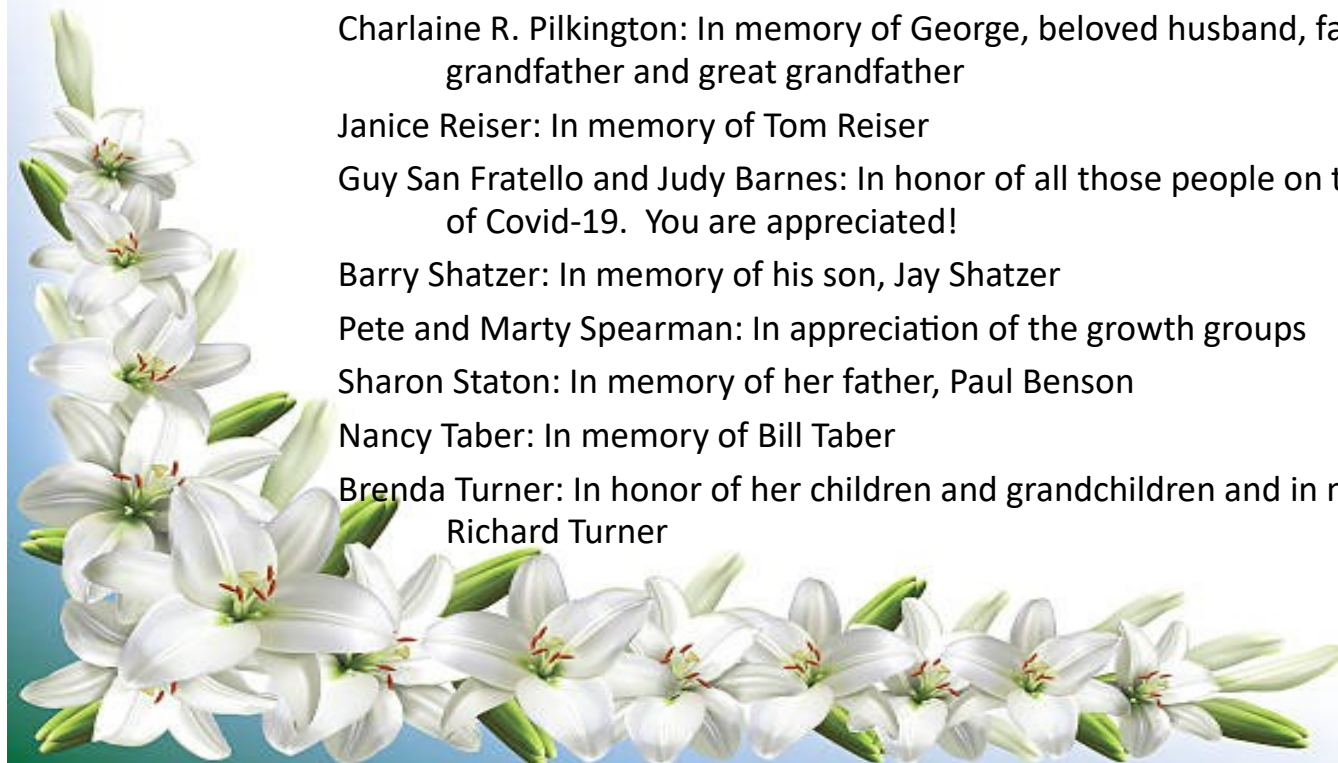 Charlaine R. Pilkington: In memory of George, beloved husband, fa
grandfather and great grandfather
Janice Reiser: In memory of Tom Reiser
Guy San Fratello and Judy Barnes: In honor of all those people on t
of Covid-19.  You are appreciated!
Barry Shatzer: In memory of his son, Jay Shatzer
Pete and Marty Spearman: In appreciation of the growth groups
Sharon Staton: In memory of her father, Paul Benson
Nancy Taber: In memory of Bill Taber
Brenda Turner: In honor of her children and grandchildren and in
Richard Turner